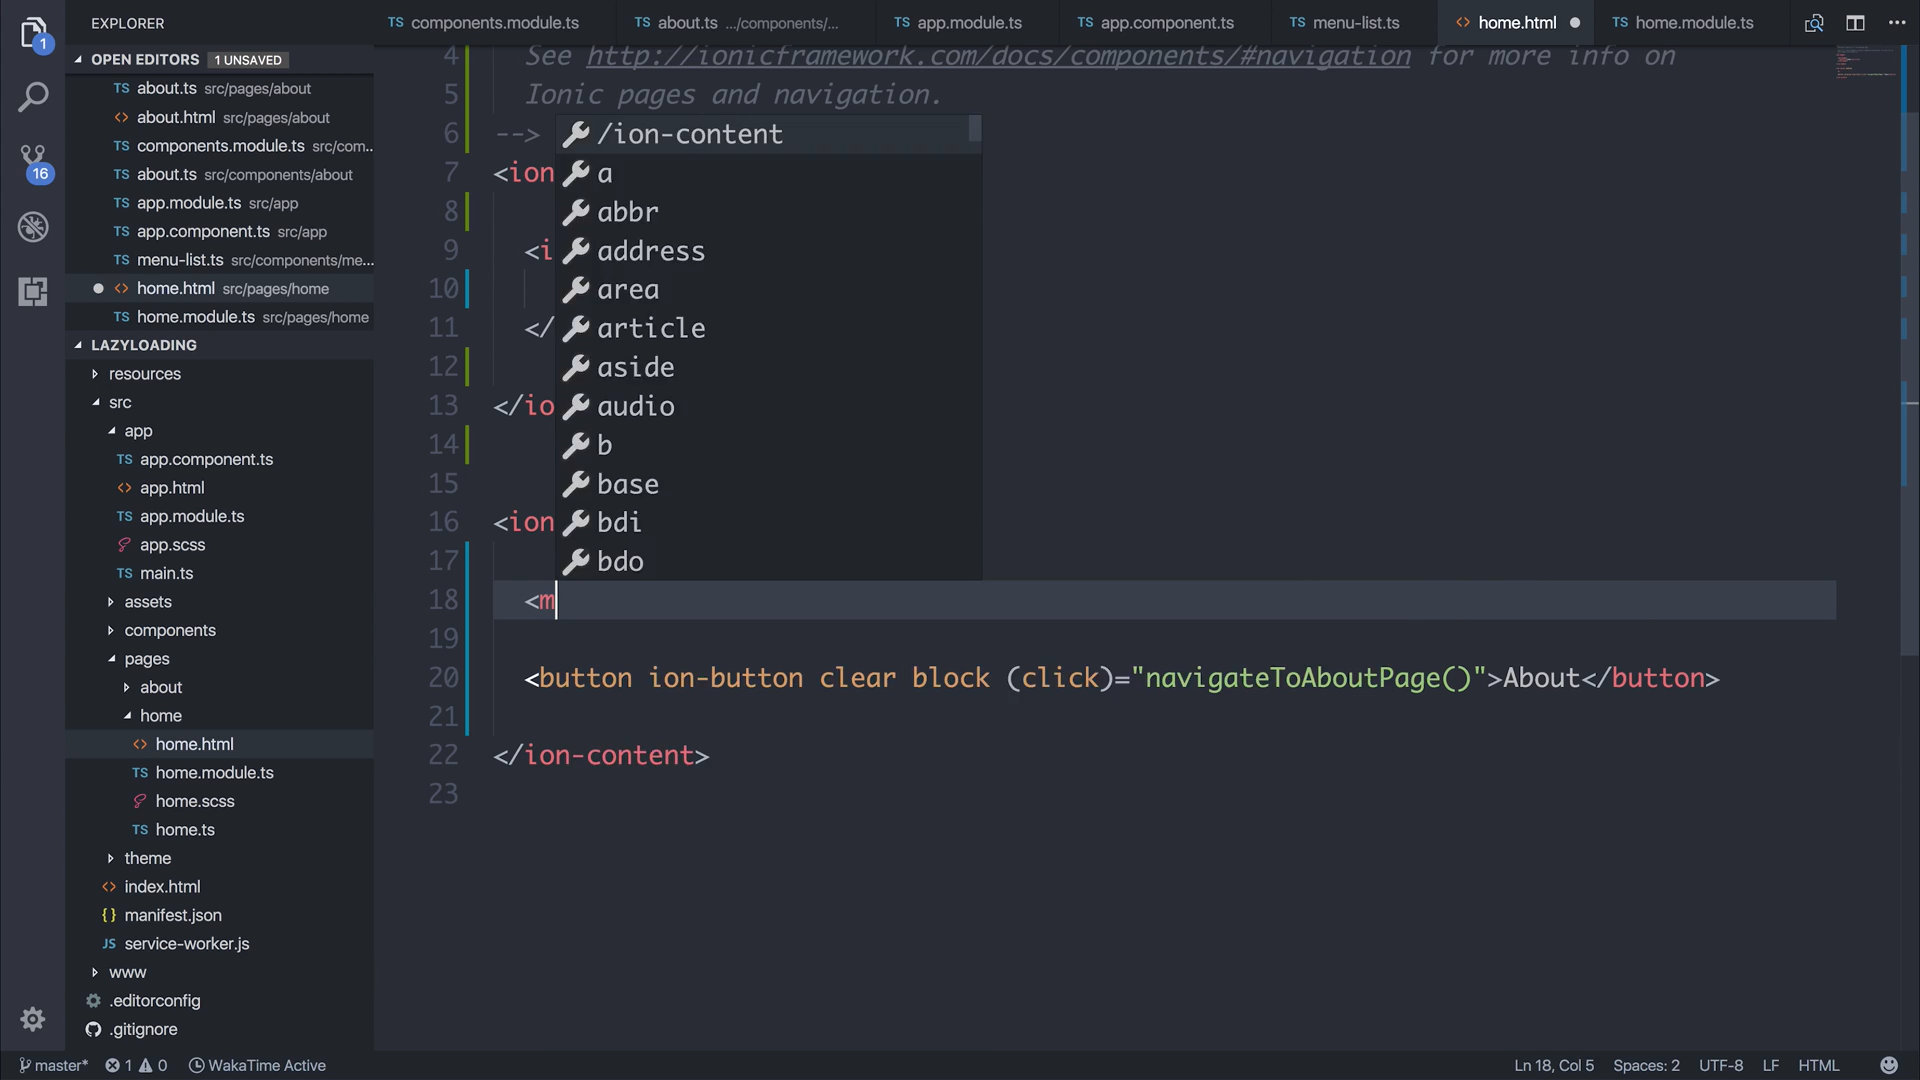 EXPLORER
TS components.module.ts
TS about.ts .../components/...
TS app.module.ts
TS app.component.ts
TS menu-list.ts
<> home.html
TS home.module.ts
1
OPEN EDITORS 1 UNSAVED
TS about.ts src/pages/about
<> about.html src/pages/about
TS components.module.ts src/com...
TS about.ts src/components/about
TS app.module.ts src/app
TS app.component.ts src/app
TS menu-list.ts src/components/me...
<> home.html src/pages/home
TS home.module.ts src/pages/home
16
LAZYLOADING
resources
src
app
TS app.component.ts
<> app.html
TS app.module.ts
app.scss
TS main.ts
assets
components
pages
about
home
<> home.html
TS home.module.ts
home.scss
TS home.ts
theme
<> index.html
{ } manifest.json
JS service-worker.js
www
.editorconfig
.gitignore
4 See http://ionicframework.com/docs/components/#navigation for more info on
5 Ionic pages and navigation.
6 -->
7 <ion
8
9 <i
10
11 </
12
13 </io
14
15
16 <ion
17
18 <m
19
20 <button ion-button clear block (click)="navigateToAboutPage()">About</button>
21
22 </ion-content>
23
/ion-content
a
abbr
address
area
article
aside
audio
b
base
bdi
bdo
master* 1 0 WakaTime Active
Ln 18, Col 5 Spaces: 2 UTF-8 LF HTML